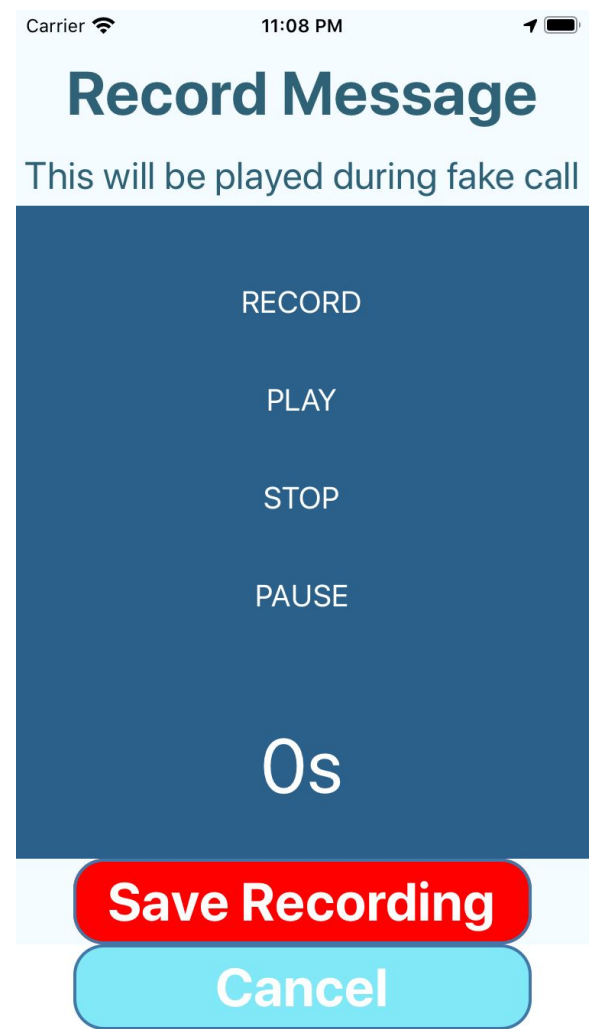 Carrier 11:08 PM
Record Message
This will be played during fake call
RECORD
PLAY
STOP
PAUSE
0s
Save Recording
Cancel